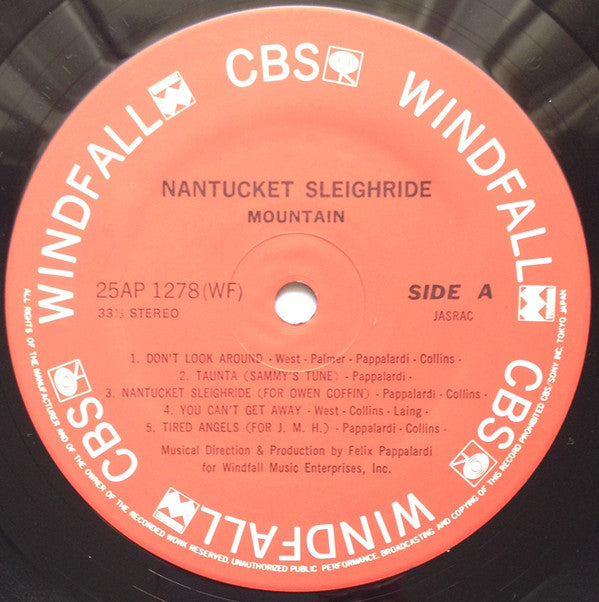 CBS
WINDFALL
WINDFALL
NANTUCKET SLEIGHRIDE
MOUNTAIN
25AP 1278 (WF)
33⅓ STEREO
SIDE A
JASRAC
1. DON'T LOOK AROUND - West - Palmer - Pappalardi - Collins -
2. TAUNTA (SAMMY'S TUNE) - Pappalardi -
3. NANTUCKET SLEIGHRIDE (FOR OWEN COFFIN) - Pappalardi - Collins -
4. YOU CAN'T GET AWAY - West - Collins - Laing -
5. TIRED ANGELS (FOR J. M. H.) - Pappalardi - Collins -
Musical Direction & Production by Felix Pappalardi
for Windfall Music Enterprises, Inc.
CBS
CBS
WINDFALL
ALL RIGHTS OF THE MANUFACTURER AND OF THE OWNER OF THE RECORDED WORK RESERVED. UNAUTHORIZED PUBLIC PERFORMANCE, BROADCASTING AND COPYING OF THIS RECORD PROHIBITED CBS/SONY INC. TOKYO JAPAN